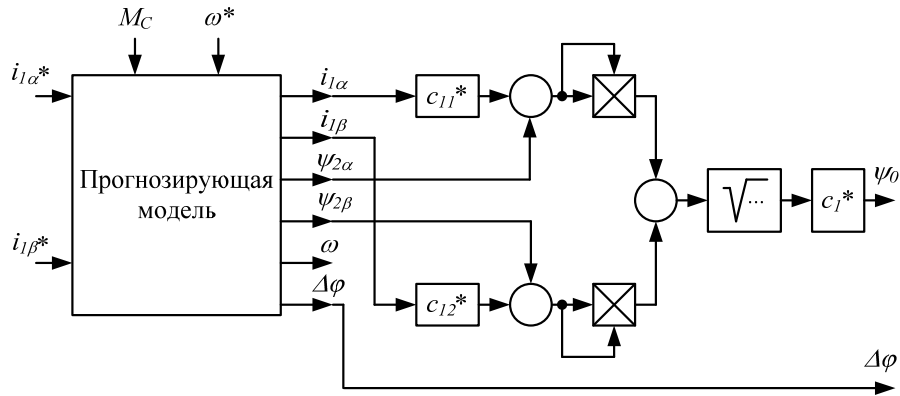 M_C ω*
i_1α*
i_1β*
Прогнозирующая
модель
i_1α
i_1β
ψ_2α
ψ_2β
ω
Δφ
c_11*
c_12*
√...
c_1*
ψ_0
Δφ